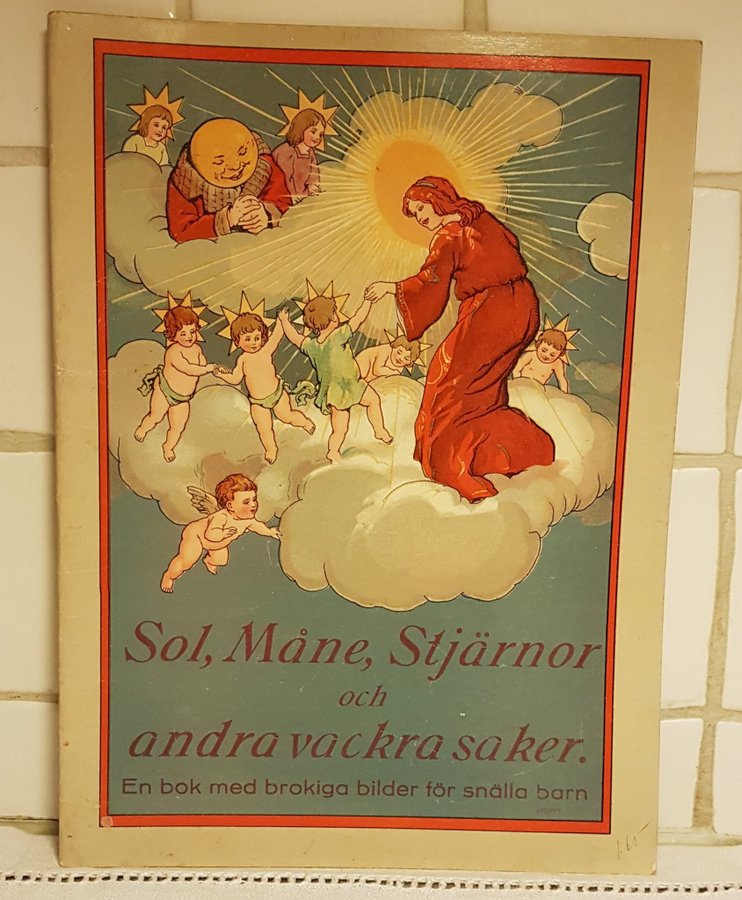 Sol, Måne, Stjärnor
och
andra vackra saker.
En bok med brokiga bilder för snälla barn